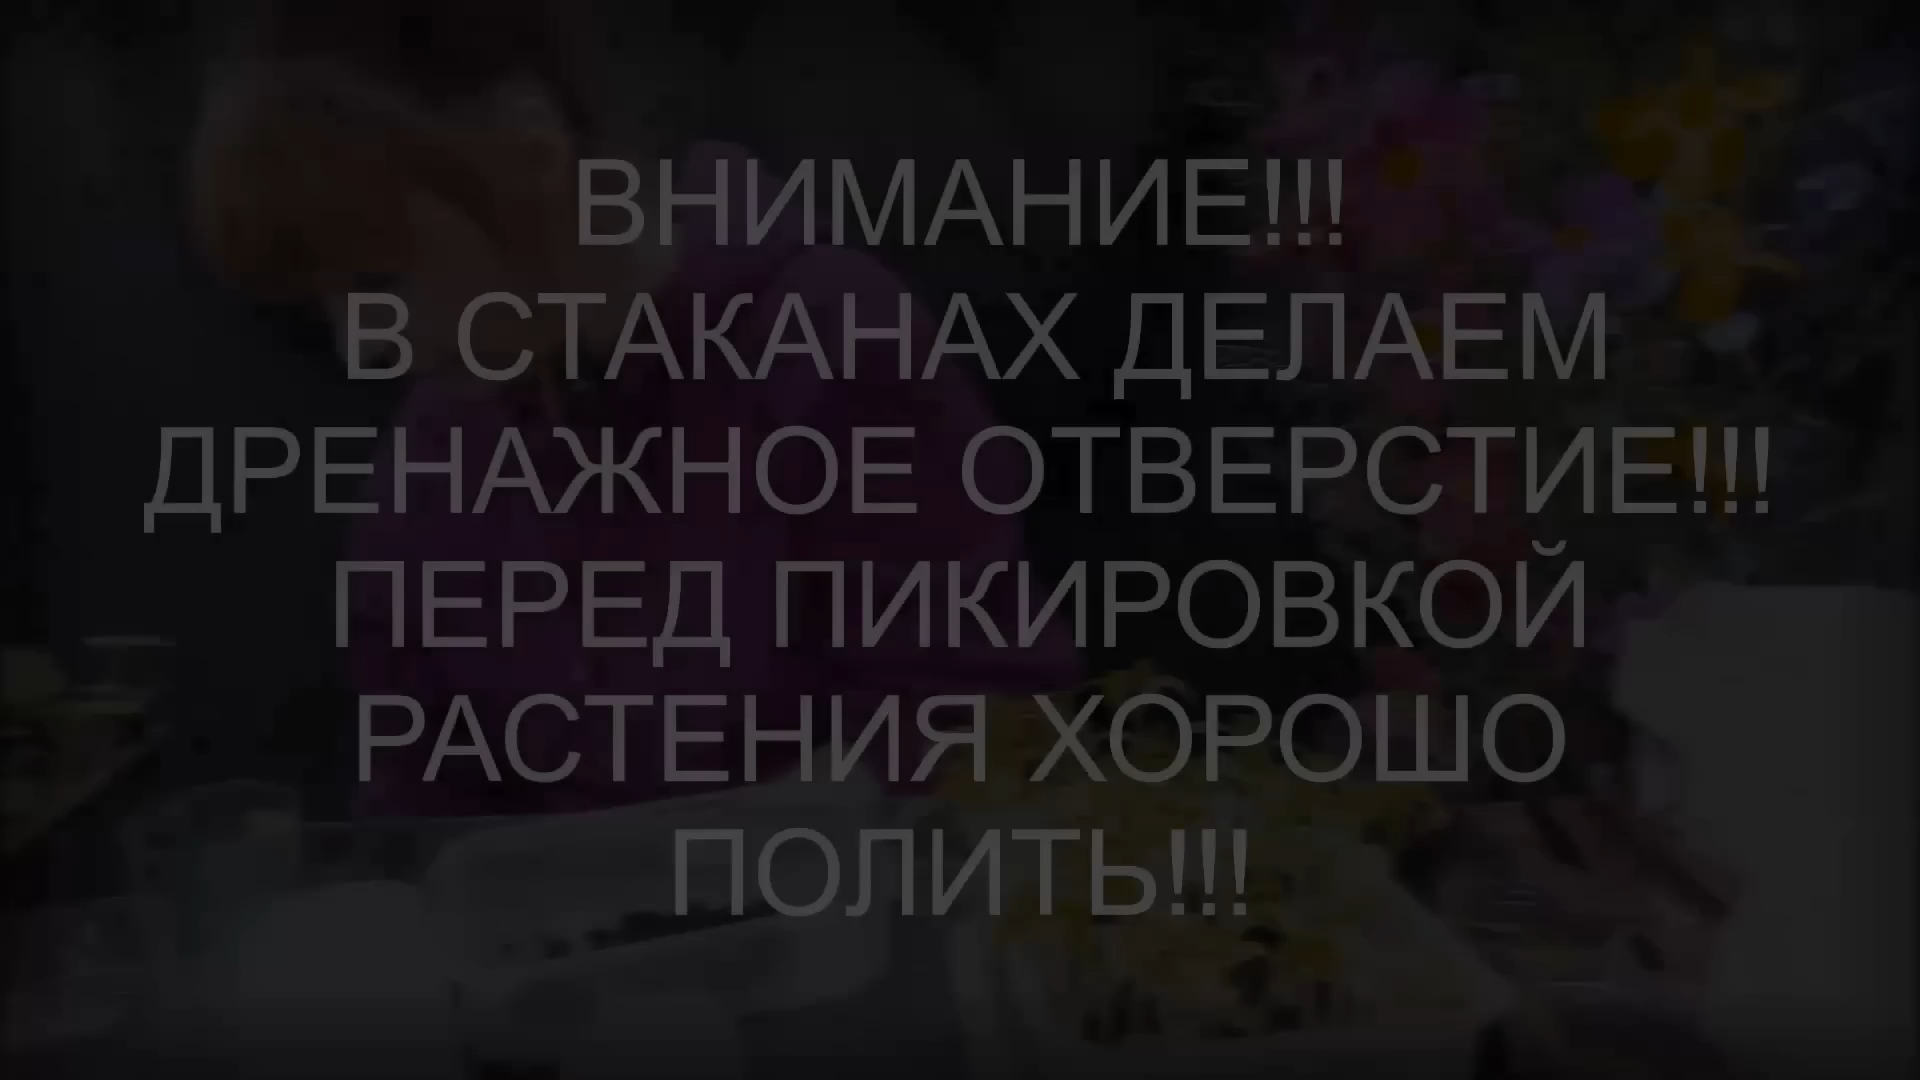 ВНИМАНИЕ!!!
В СТАКАНАХ ДЕЛАЕМ
ДРЕНАЖНОЕ ОТВЕРСТИЕ!!!
ПЕРЕД ПИКИРОВКОЙ
РАСТЕНИЯ ХОРОШО
ПОЛИТЬ!!!